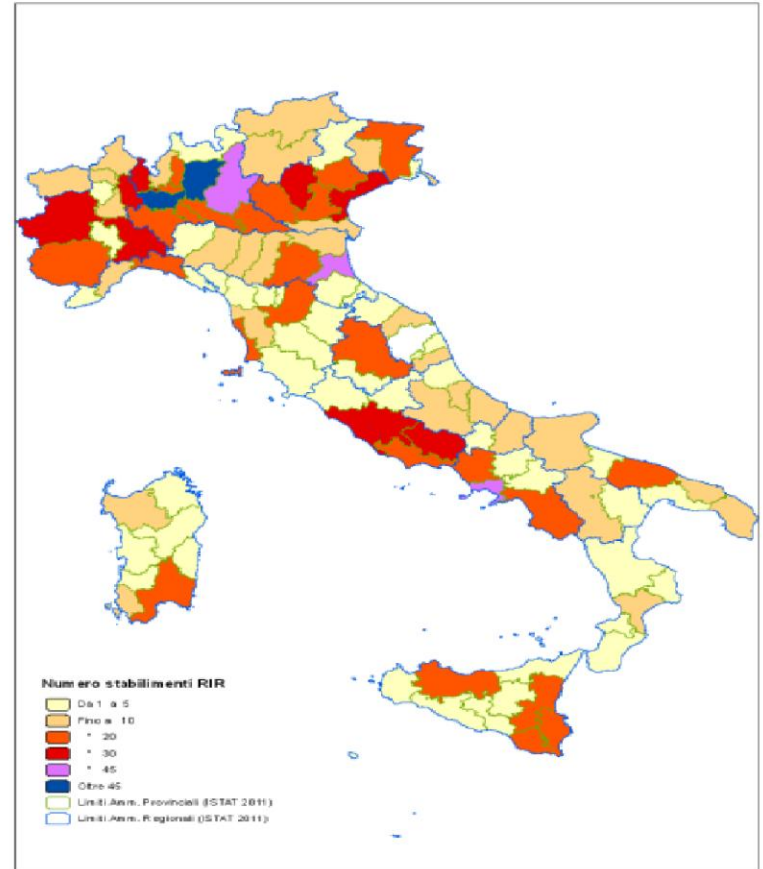 Numero stabilimenti RIR
Da 1 a 5
Fino a 10
" 20
" 30
" 45
Oltre 45
Limiti Amm. Provinciali (ISTAT 2011)
Limiti Amm. Regionali (ISTAT 2011)